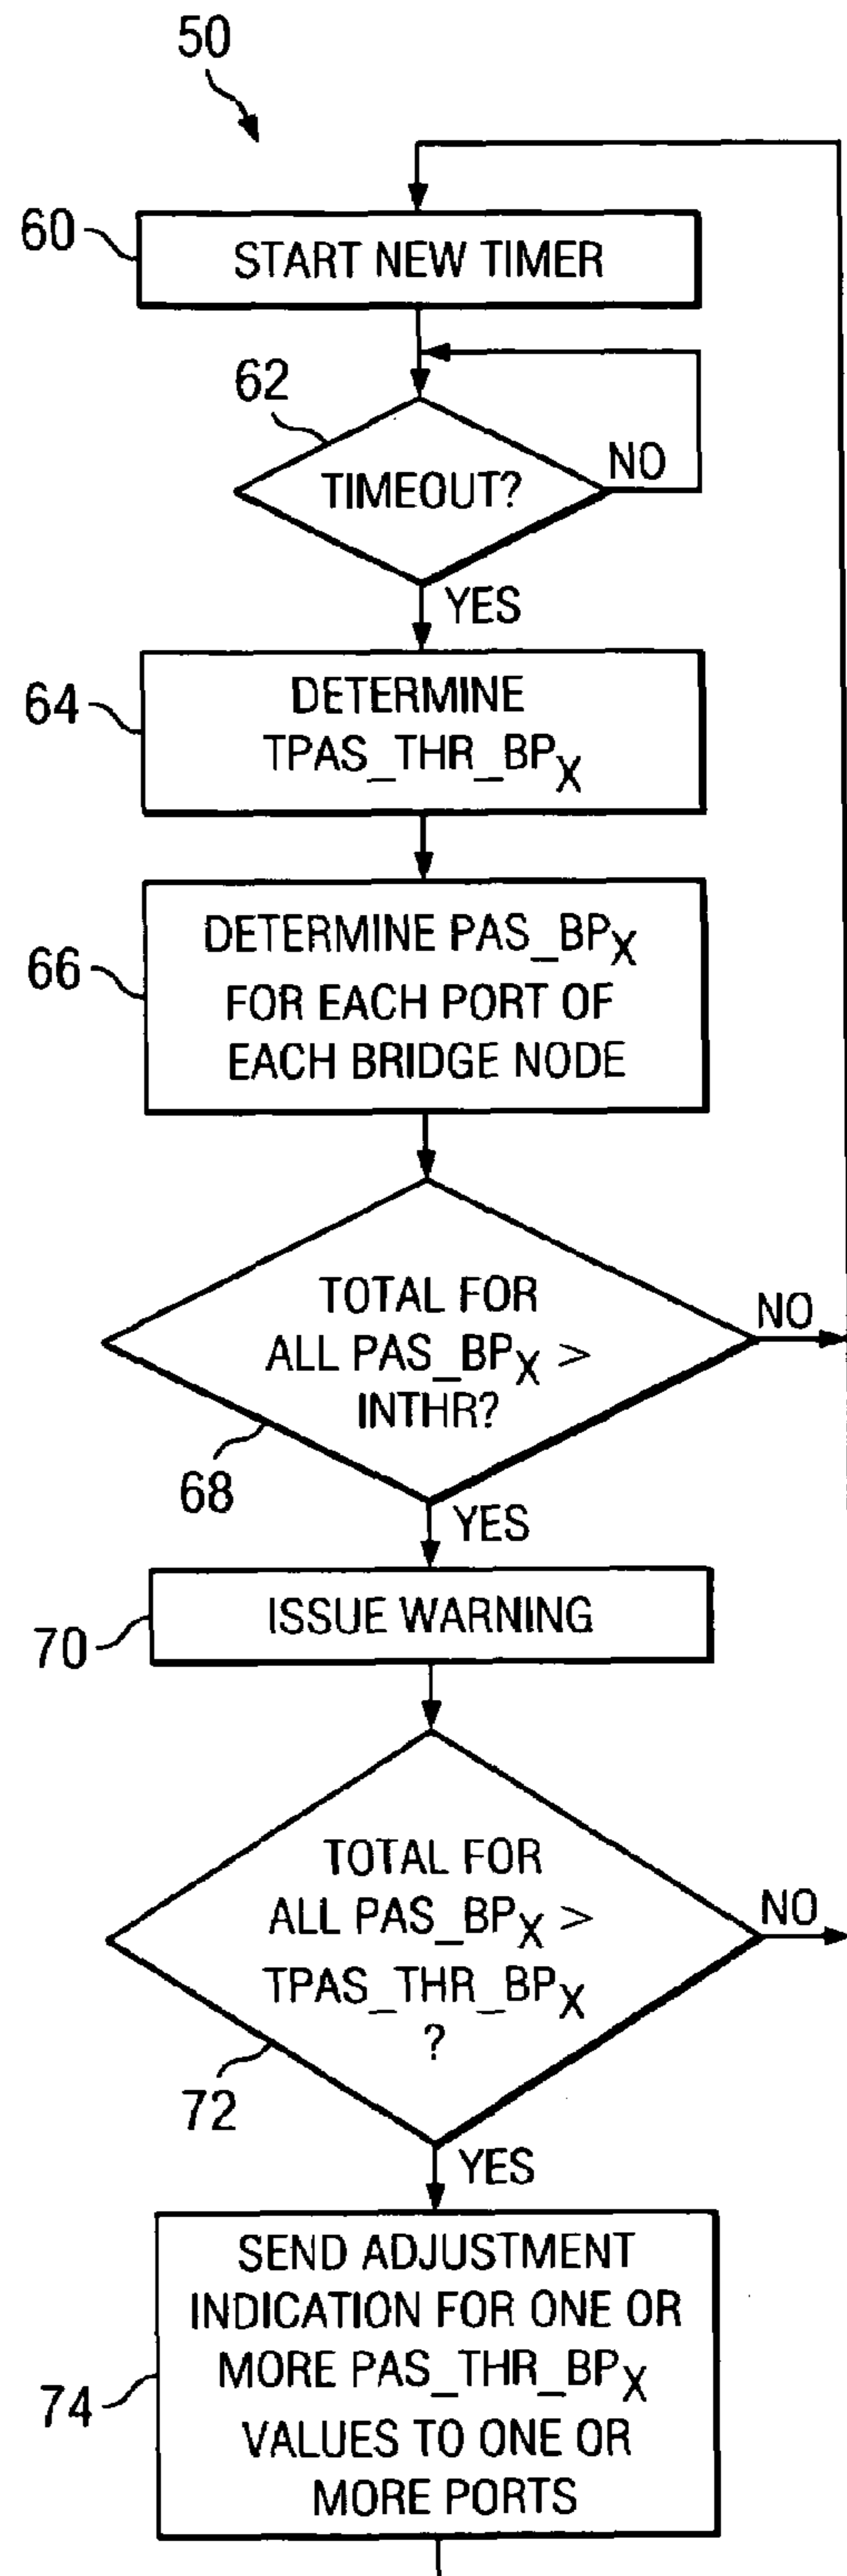 50
60
START NEW TIMER
62
TIMEOUT?
NO
YES
64
DETERMINE
TPAS_THR_BPX
66
DETERMINE PAS_BPX
FOR EACH PORT OF
EACH BRIDGE NODE
TOTAL FOR
ALL PAS_BPX >
INTHR?
NO
68
YES
70
ISSUE WARNING
TOTAL FOR
ALL PAS_BPX >
TPAS_THR_BPX
?
NO
72
YES
74
SEND ADJUSTMENT
INDICATION FOR ONE OR
MORE PAS_THR_BPX
VALUES TO ONE OR
MORE PORTS